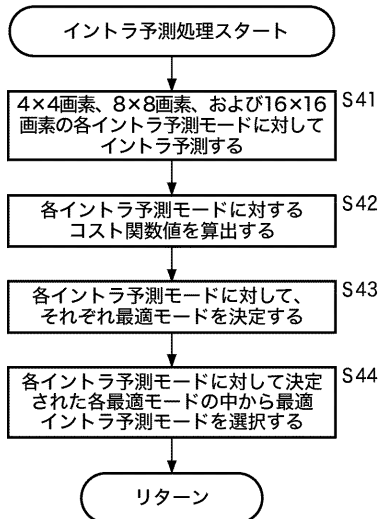 イントラ予測処理スタート
4×4画素、8×8画素、および16×16
画素の各イントラ予測モードに対して
イントラ予測する
S41
各イントラ予測モードに対する
コスト関数値を算出する
S42
各イントラ予測モードに対して、
それぞれ最適モードを決定する
S43
各イントラ予測モードに対して決定
された各最適モードの中から最適
イントラ予測モードを選択する
S44
リターン